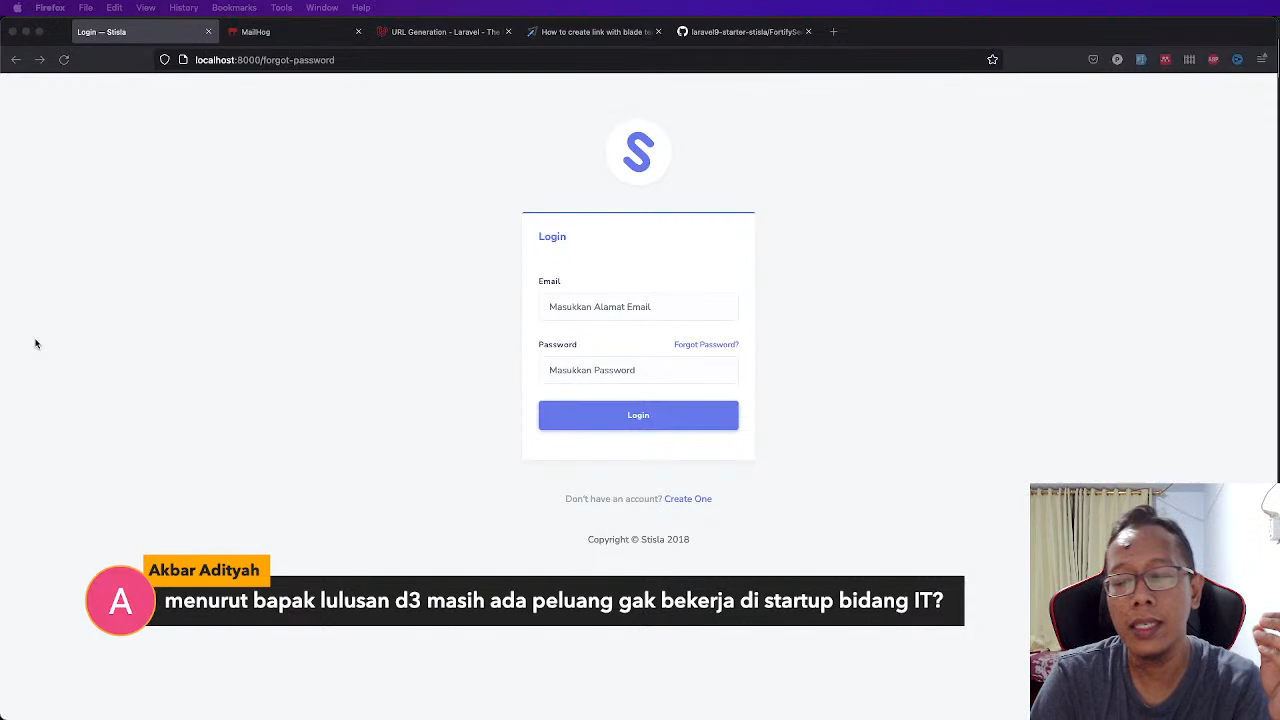 Firefox File Edit View History Bookmarks Tools Window Help
Login — Stisla
MailHog
URL Generation - Laravel - The
How to create link with blade te
laravel9-starter-stisla/FortifySe
localhost:8000/forgot-password
Login
Email
Masukkan Alamat Email
Password Forgot Password?
Masukkan Password
Login
Don't have an account? Create One
Copyright © Stisla 2018
Akbar Adityah
A
menurut bapak lulusan d3 masih ada peluang gak bekerja di startup bidang IT?